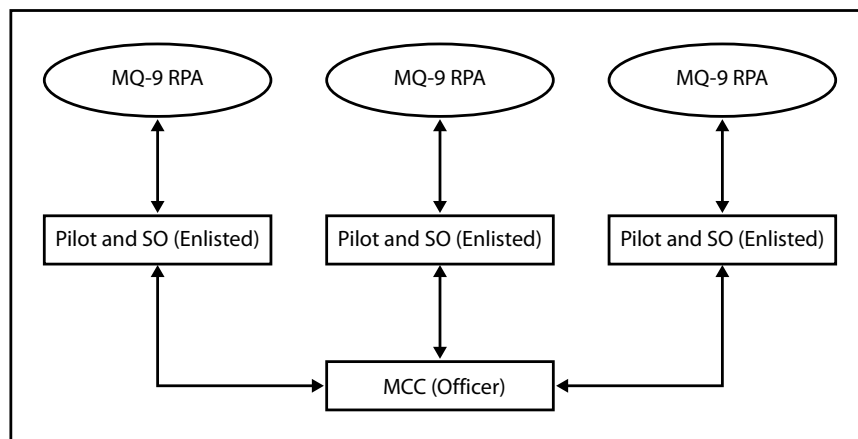 MQ-9 RPA
MQ-9 RPA
MQ-9 RPA
Pilot and SO (Enlisted)
Pilot and SO (Enlisted)
Pilot and SO (Enlisted)
MCC (Officer)